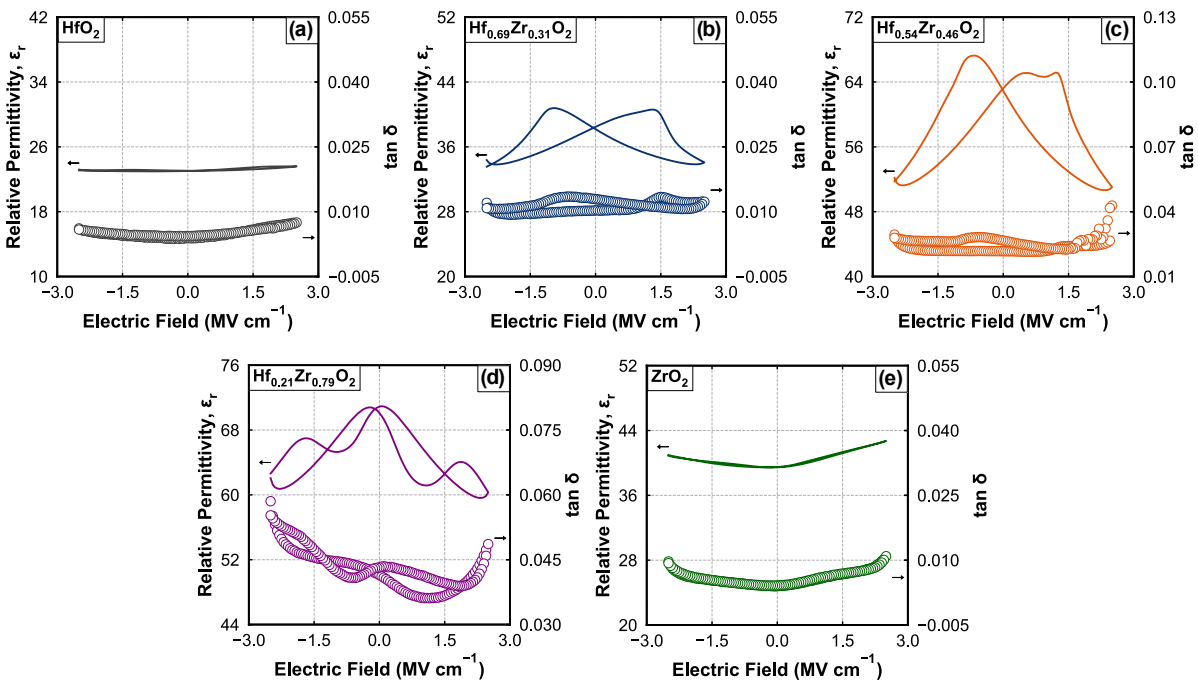 HfO₂
(a)
Relative Permittivity, εᵣ
42
34
26
18
10
0.055
0.040
0.025
0.010
−0.005
tan δ
−3.0 −1.5 0.0 1.5 3.0
Electric Field (MV cm⁻¹)
Hf₀.₆₉Zr₀.₃₁O₂
(b)
Relative Permittivity, εᵣ
52
44
36
28
20
0.055
0.040
0.025
0.010
−0.005
tan δ
−3.0 −1.5 0.0 1.5 3.0
Electric Field (MV cm⁻¹)
Hf₀.₅₄Zr₀.₄₆O₂
(c)
Relative Permittivity, εᵣ
72
64
56
48
40
0.13
0.10
0.07
0.04
0.01
tan δ
−3.0 −1.5 0.0 1.5 3.0
Electric Field (MV cm⁻¹)
Hf₀.₂₁Zr₀.₇₉O₂
(d)
Relative Permittivity, εᵣ
76
68
60
52
44
0.090
0.075
0.060
0.045
0.030
tan δ
−3.0 −1.5 0.0 1.5 3.0
Electric Field (MV cm⁻¹)
ZrO₂
(e)
Relative Permittivity, εᵣ
52
44
36
28
20
0.055
0.040
0.025
0.010
−0.005
tan δ
−3.0 −1.5 0.0 1.5 3.0
Electric Field (MV cm⁻¹)